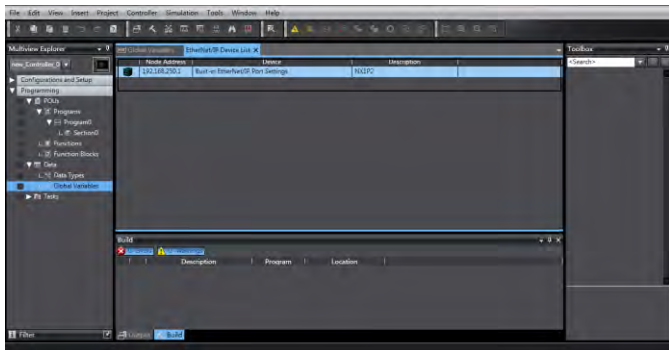 File Edit View Insert Project Controller Simulation Tools Window Help
Multiview Explorer
new_Controller_0
Configurations and Setup
Programming
POUs
Programs
Program0
Section0
Functions
Function Blocks
Data
Data Types
Global Variables
Tasks
Filter
Global Variables EtherNet/IP Device List
Node Address Device Description
192.168.250.1 Built-in EtherNet/IP Port Settings NX1P2
Build
Description Program Location
Output Build
Toolbox
<Search>